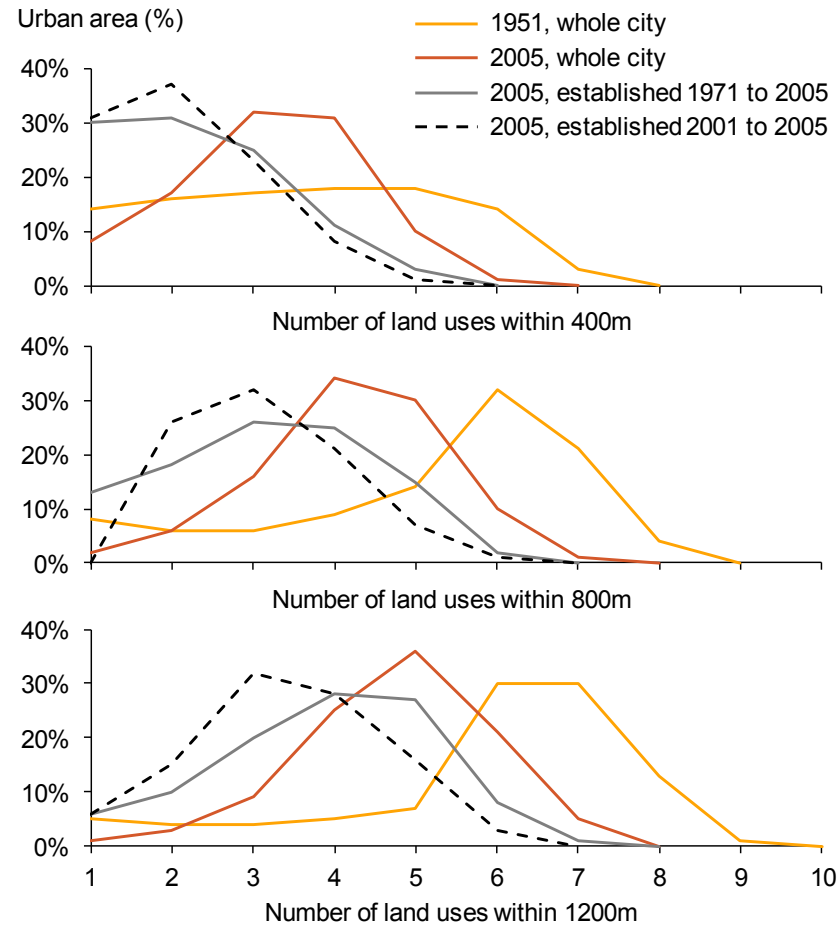 Urban area (%)
1951, whole city
2005, whole city
2005, established 1971 to 2005
2005, established 2001 to 2005
40%
30%
20%
10%
0%
Number of land uses within 400m
40%
30%
20%
10%
0%
Number of land uses within 800m
40%
30%
20%
10%
0%
1 2 3 4 5 6 7 8 9 10
Number of land uses within 1200m